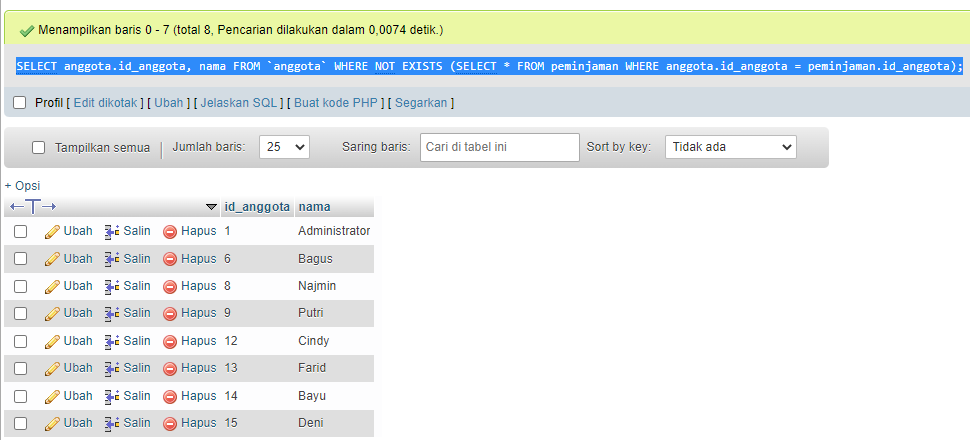 Menampilkan baris 0 - 7 (total 8, Pencarian dilakukan dalam 0,0074 detik.)
SELECT anggota.id_anggota, nama FROM `anggota` WHERE NOT EXISTS (SELECT * FROM peminjaman WHERE anggota.id_anggota = peminjaman.id_anggota);
Profil [ Edit dikotak ] [ Ubah ] [ Jelaskan SQL ] [ Buat kode PHP ] [ Segarkan ]
Tampilkan semua | Jumlah baris: 25 Saring baris: Cari di tabel ini Sort by key: Tidak ada
+ Opsi
←T→ id_anggota nama
Ubah Salin Hapus 1 Administrator
Ubah Salin Hapus 6 Bagus
Ubah Salin Hapus 8 Najmin
Ubah Salin Hapus 9 Putri
Ubah Salin Hapus 12 Cindy
Ubah Salin Hapus 13 Farid
Ubah Salin Hapus 14 Bayu
Ubah Salin Hapus 15 Deni